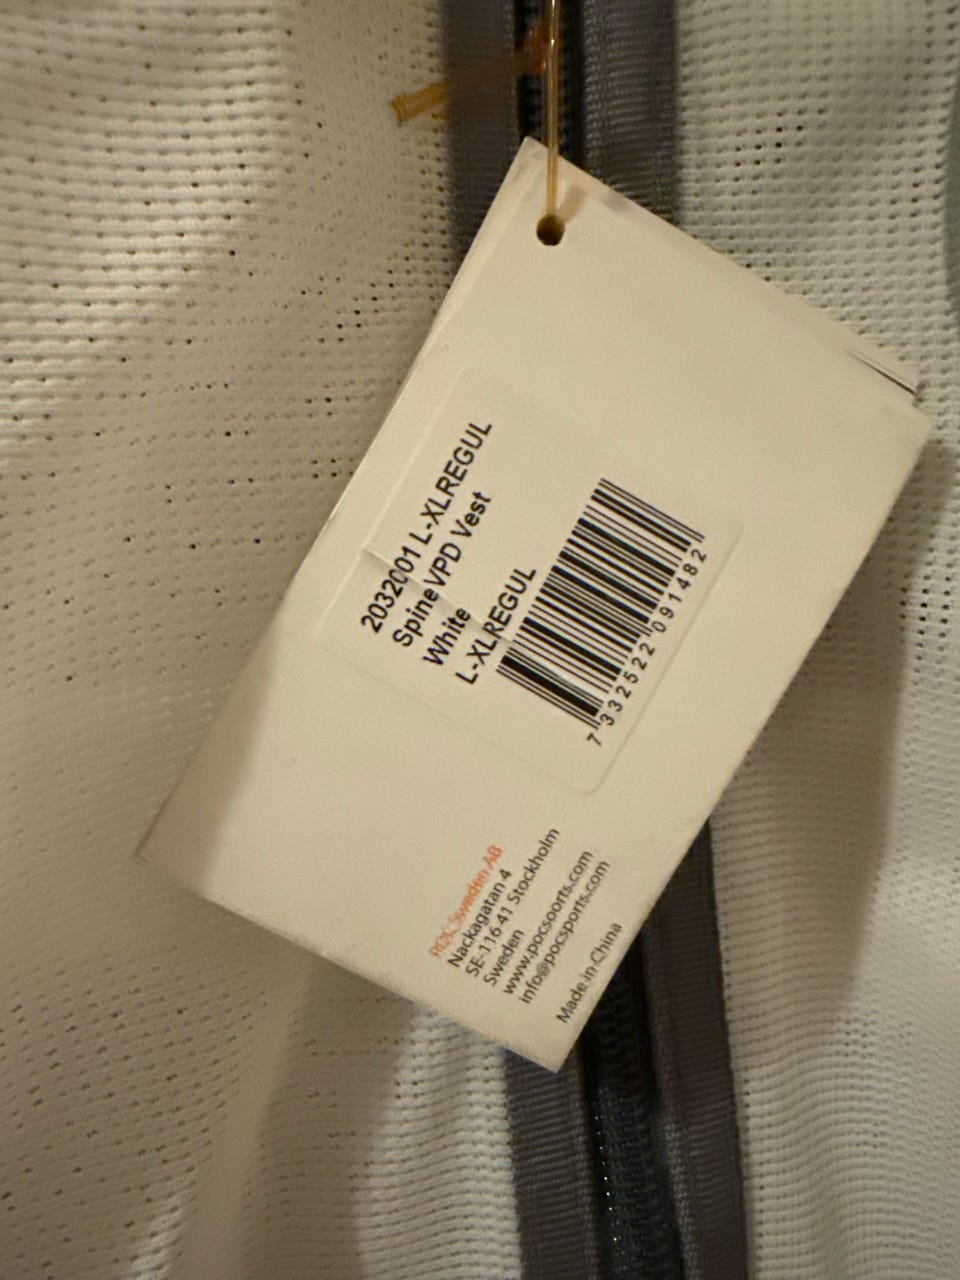 2032001 L-XLREGUL
Spine VPD Vest
White
L-XLREGUL
7 332522 091482
POC Sweden AB
Nackagatan 4
SE-116 41 Stockholm
Sweden
www.pocsports.com
info@pocsports.com
Made in China